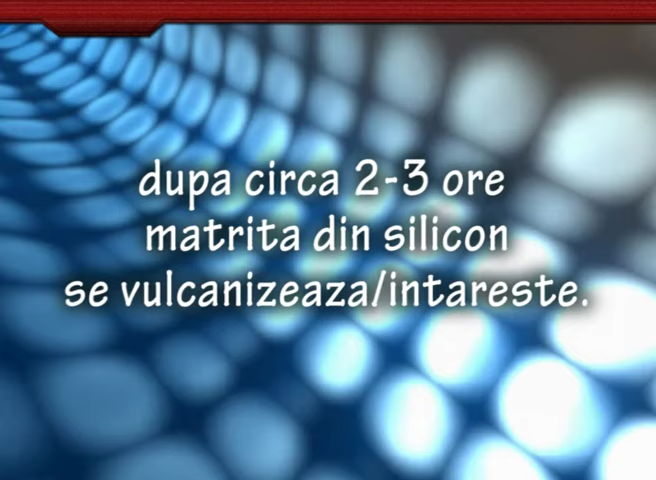 dupa circa 2-3 ore
matrita din silicon
se vulcanizeaza/intareste.